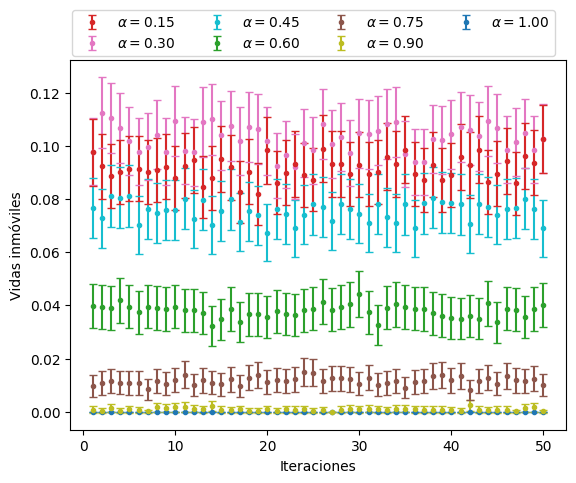 α = 0.15 α = 0.45 α = 0.75 α = 1.00
α = 0.30 α = 0.60 α = 0.90
0.12
0.10
0.08
0.06
0.04
0.02
0.00
Vidas inmóviles
0 10 20 30 40 50
Iteraciones